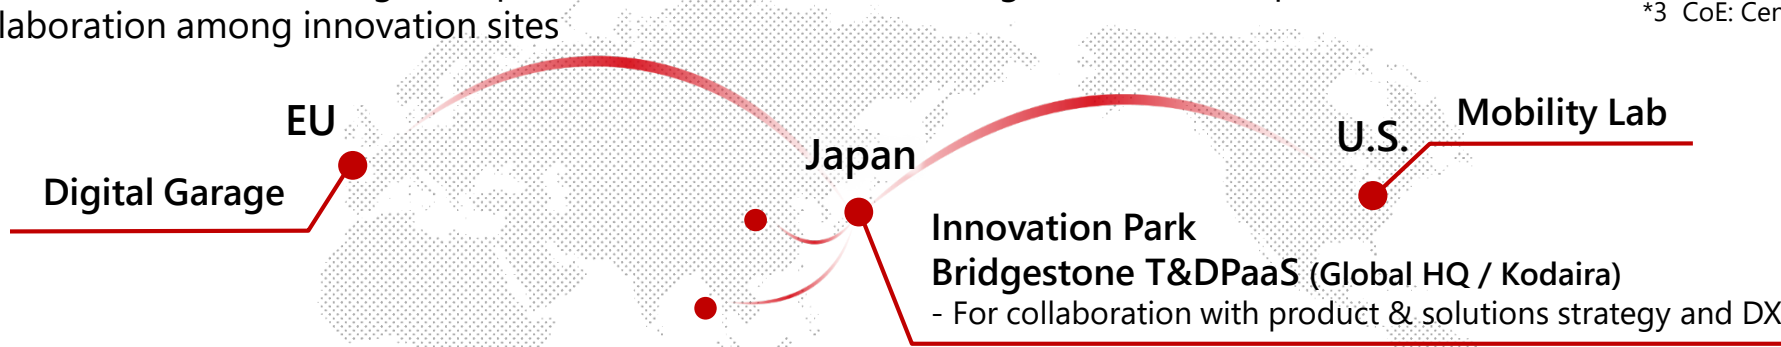 laboration among innovation sites
*3 CoE: Cer
EU
Digital Garage
Japan
U.S.
Mobility Lab
Innovation Park
Bridgestone T&DPaaS (Global HQ / Kodaira)
- For collaboration with product & solutions strategy and DX